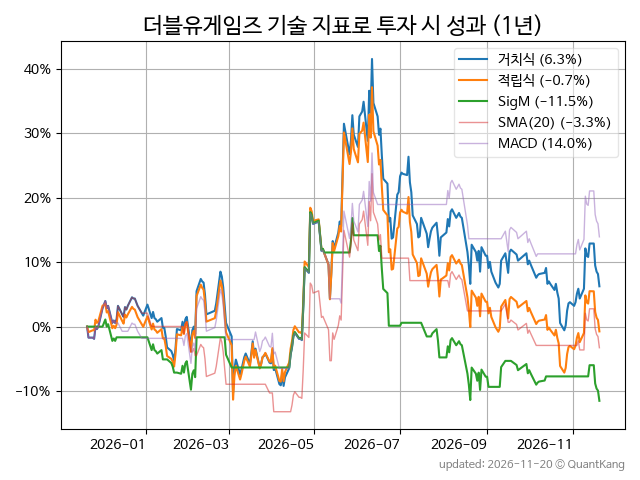 더블유게임즈 기술 지표로 투자 시 성과 (1년)
거치식 (6.3%)
적립식 (−0.7%)
SigM (−11.5%)
SMA(20) (−3.3%)
MACD (14.0%)
40%
30%
20%
10%
0%
−10%
2026−01 2026−03 2026−05 2026−07 2026−09 2026−11
updated: 2026−11−20 © QuantKang